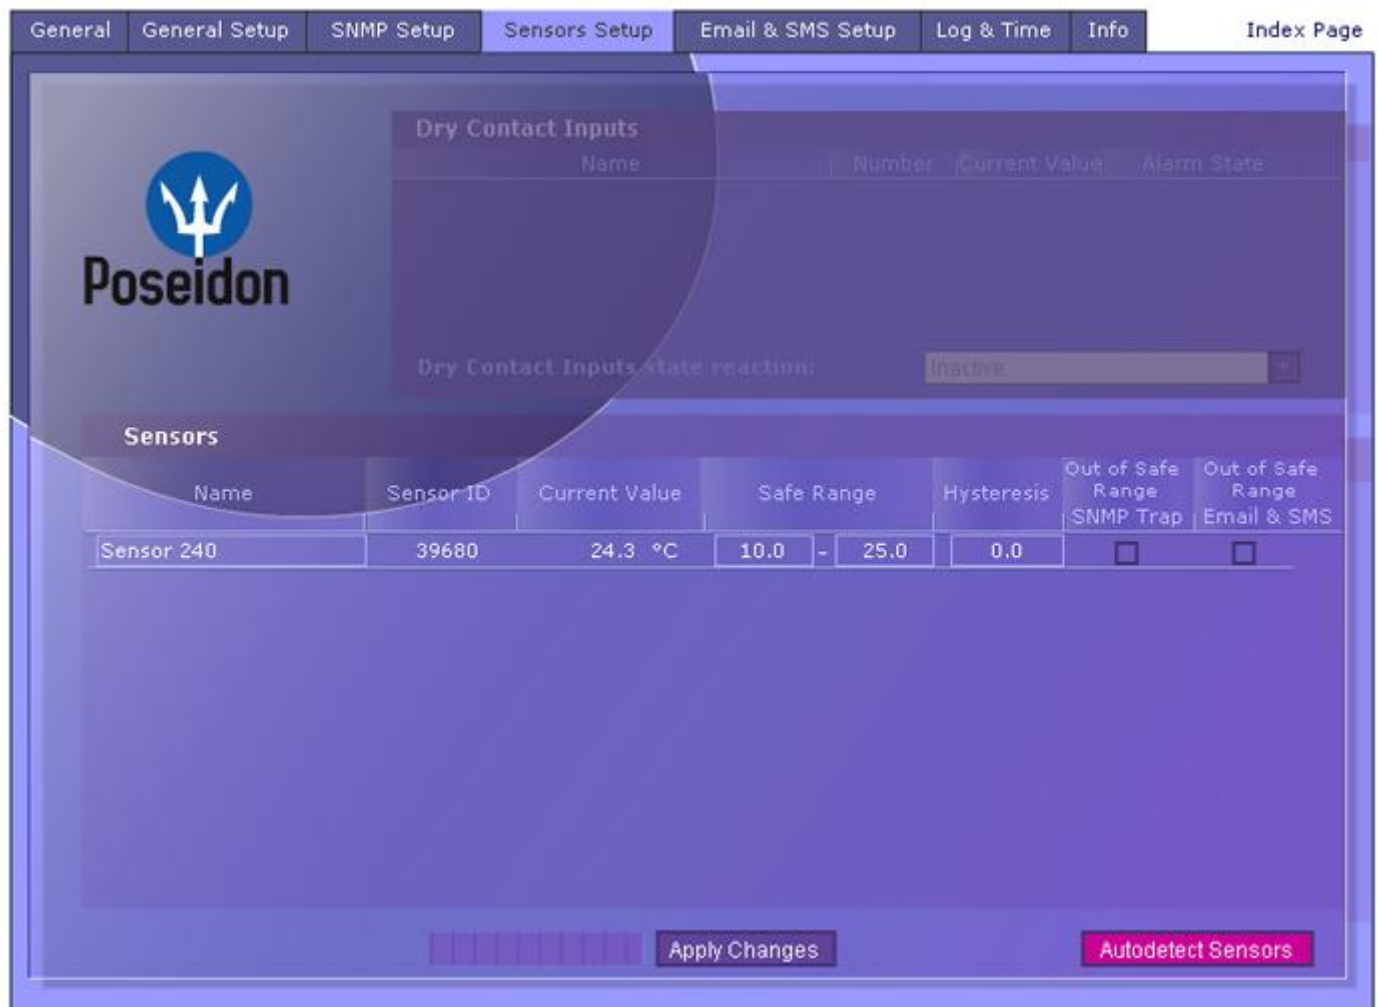 General General Setup SNMP Setup Sensors Setup Email & SMS Setup Log & Time Info Index Page
Dry Contact Inputs
Name Number Current Value Alarm State
Poseidon
Dry Contact Inputs state reaction: Inactive
Sensors
Name Sensor ID Current Value Safe Range Hysteresis Out of Safe Range SNMP Trap Out of Safe Range Email & SMS
Sensor 240 39680 24.3 °C 10.0 - 25.0 0.0
Apply Changes Autodetect Sensors